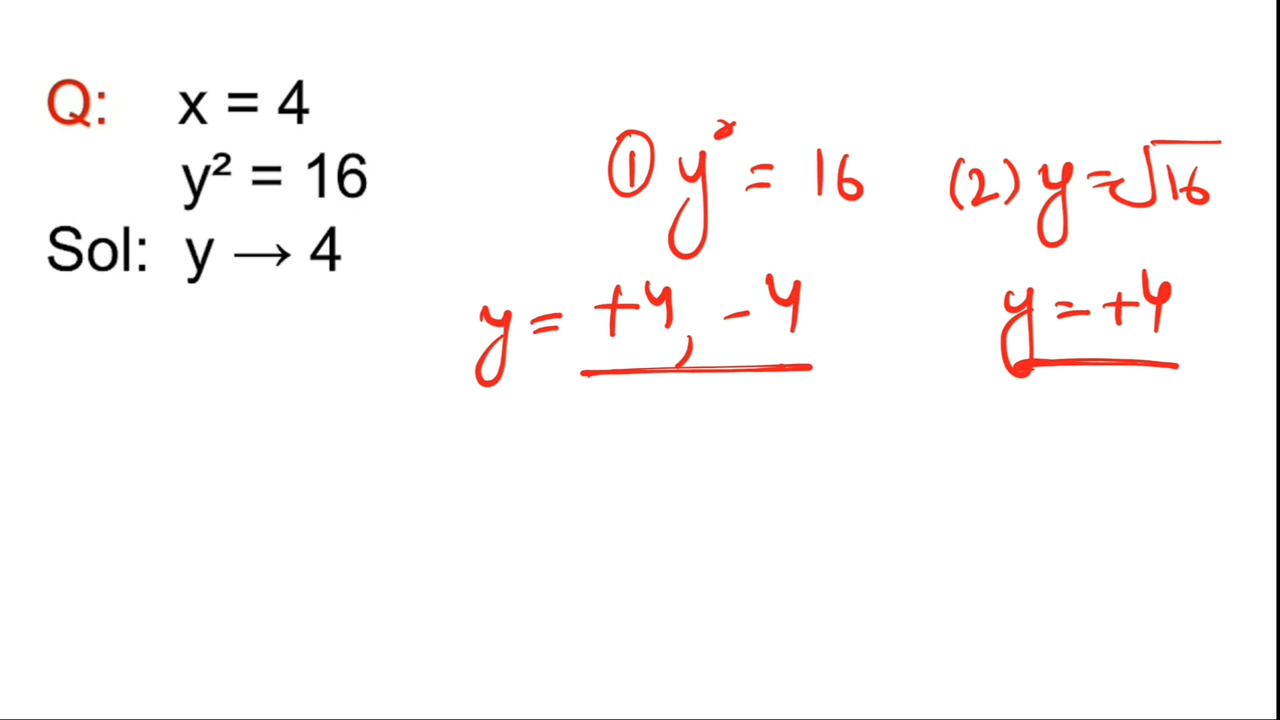 Q: x = 4
y² = 16
Sol: y → 4
① y² = 16
y = +4, -4
(2) y = √16
y = +4